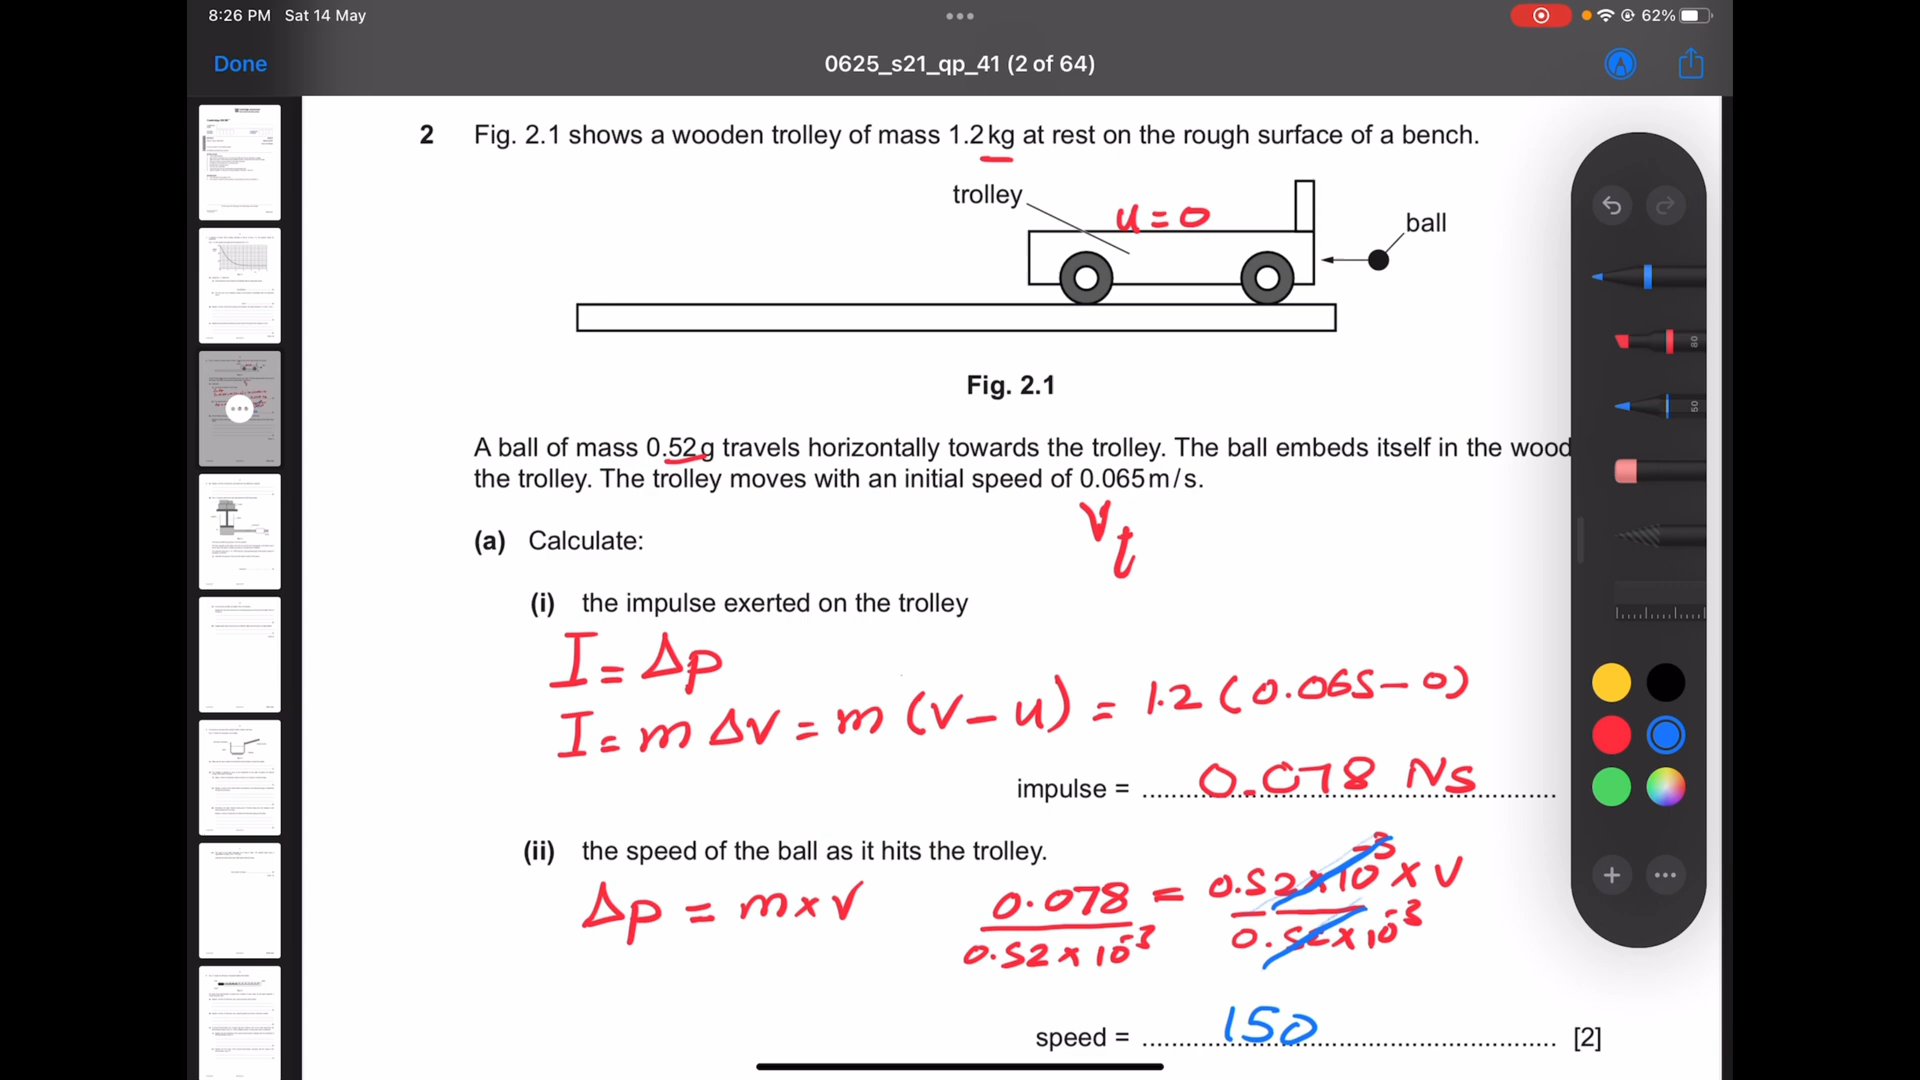 8:26 PM Sat 14 May
62%
Done
0625_s21_qp_41 (2 of 64)
2 Fig. 2.1 shows a wooden trolley of mass 1.2 kg at rest on the rough surface of a bench.
trolley
u = 0
ball
Fig. 2.1
A ball of mass 0.52 g travels horizontally towards the trolley. The ball embeds itself in the wood
the trolley. The trolley moves with an initial speed of 0.065 m / s.
v
t
(a) Calculate:
(i) the impulse exerted on the trolley
I = Δp
I = m Δv = m (v - u) = 1.2 (0.065 - 0)
impulse = 0.078 Ns
(ii) the speed of the ball as it hits the trolley.
Δp = m x v
0.078 = 0.52 x 10^-3 x v
0.52 x 10^-3 0.52 x 10^-3
speed = 150 [2]
80
50